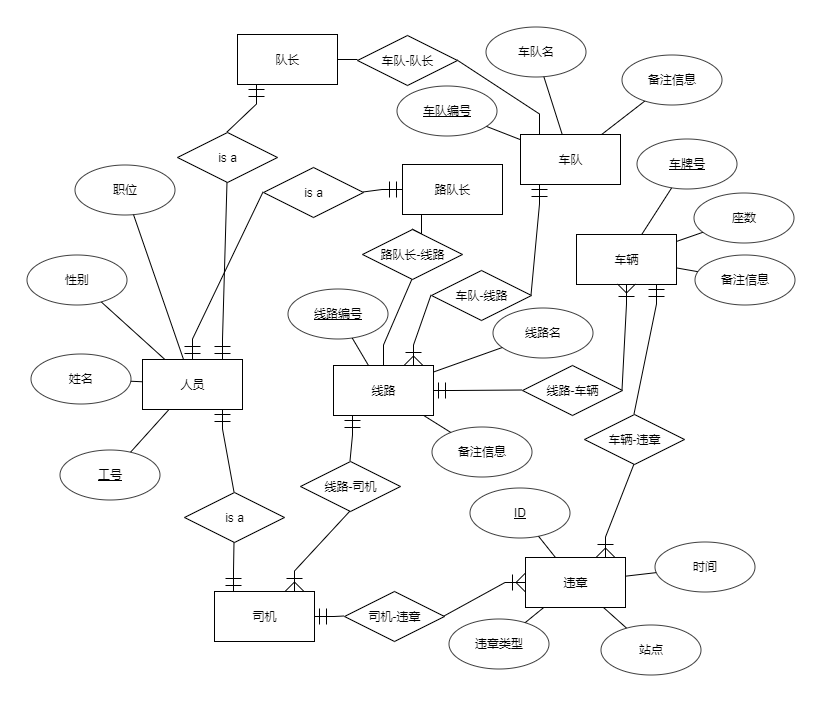 队长
车队-队长
车队名
备注信息
车队编号
is a
车队
车牌号
职位
is a
路队长
座数
路队长-线路
车辆
性别
备注信息
车队-线路
线路编号
线路名
姓名
人员
线路
线路-车辆
车辆-违章
备注信息
工号
线路-司机
is a
ID
违章
时间
司机
司机-违章
违章类型
站点